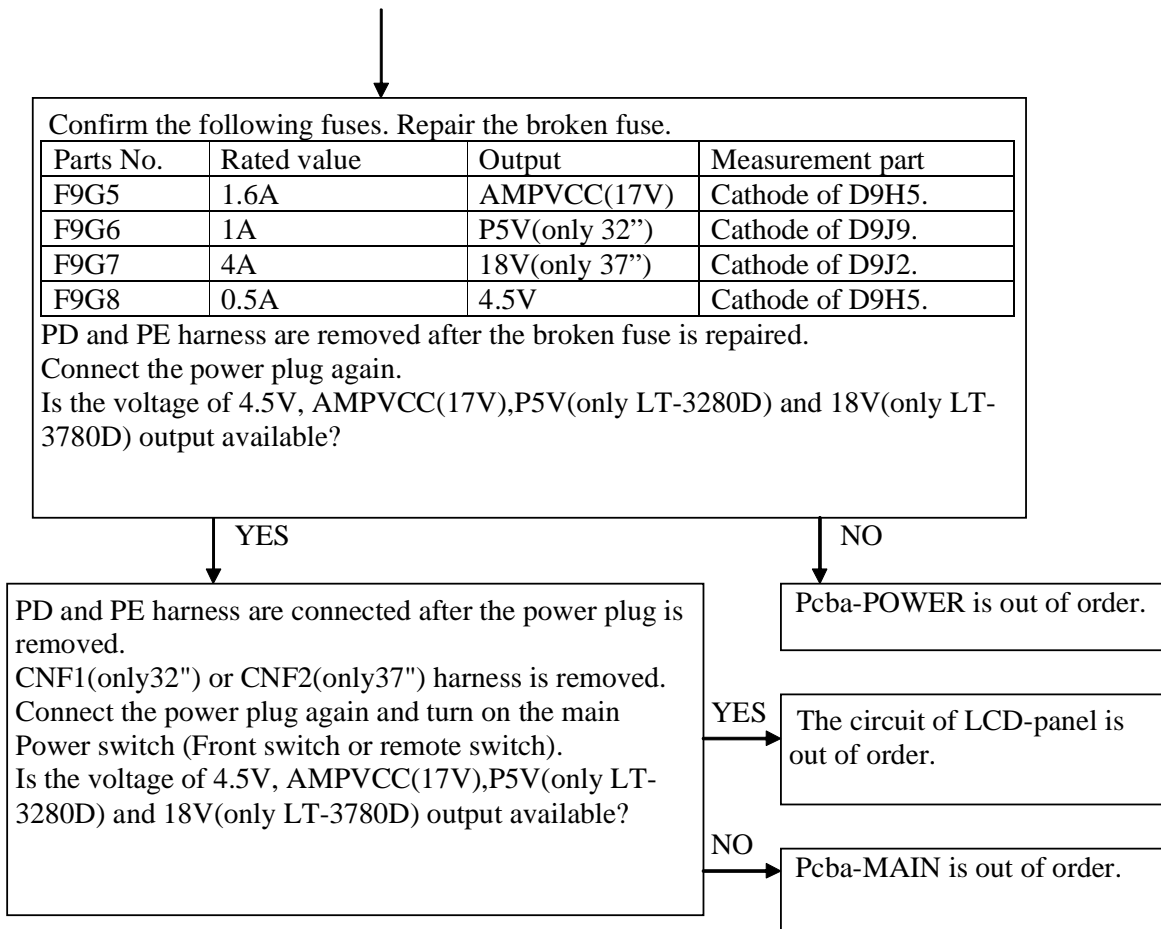 Confirm the following fuses. Repair the broken fuse.
Parts No. Rated value Output Measurement part
F9G5 1.6A AMPVCC(17V) Cathode of D9H5.
F9G6 1A P5V(only 32”) Cathode of D9J9.
F9G7 4A 18V(only 37”) Cathode of D9J2.
F9G8 0.5A 4.5V Cathode of D9H5.
PD and PE harness are removed after the broken fuse is repaired.
Connect the power plug again.
Is the voltage of 4.5V, AMPVCC(17V),P5V(only LT-3280D) and 18V(only LT-
3780D) output available?
YES
NO
PD and PE harness are connected after the power plug is
removed.
CNF1(only32") or CNF2(only37") harness is removed.
Connect the power plug again and turn on the main
Power switch (Front switch or remote switch).
Is the voltage of 4.5V, AMPVCC(17V),P5V(only LT-
3280D) and 18V(only LT-3780D) output available?
Pcba-POWER is out of order.
YES
The circuit of LCD-panel is
out of order.
NO
Pcba-MAIN is out of order.